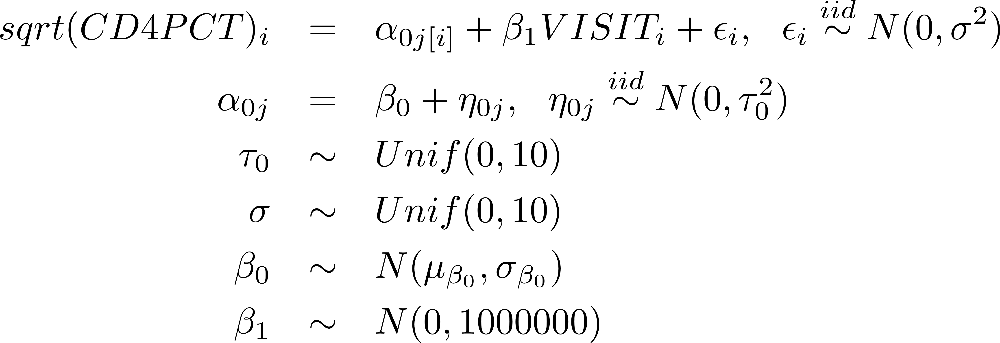 sqrt(CD4PCT)_i = α_{0j[i]} + β_1 VISIT_i + ϵ_i, ϵ_i \stackrel{iid}{∼} N(0, σ^2)
α_{0j} = β_0 + η_{0j}, η_{0j} \stackrel{iid}{∼} N(0, τ_0^2)
τ_0 ∼ Unif(0, 10)
σ ∼ Unif(0, 10)
β_0 ∼ N(μ_{β_0}, σ_{β_0})
β_1 ∼ N(0, 1000000)